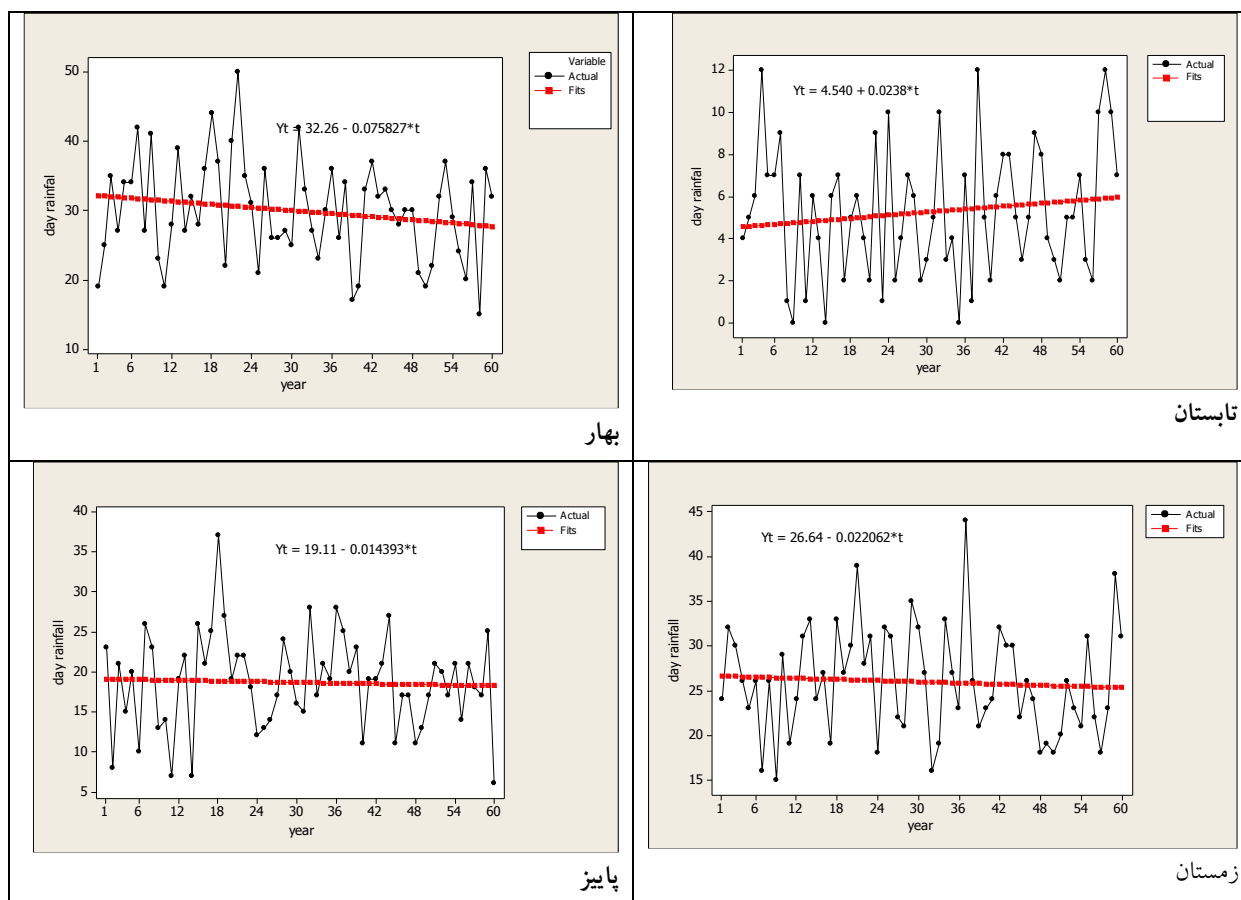 Variable
Actual
Fits
Yt = 32.26 - 0.075827*t
day rainfal
50
40
30
20
10
1 6 12 18 24 30 36 42 48 54 60
year
بهار
Actual
Fits
Yt = 4.540 + 0.0238*t
day rainfal
12
10
8
6
4
2
0
1 6 12 18 24 30 36 42 48 54 60
year
تابستان
Actual
Fits
Yt = 19.11 - 0.014393*t
day rainfall
40
35
30
25
20
15
10
5
1 6 12 18 24 30 36 42 48 54 60
year
پاییز
Actual
Fits
Yt = 26.64 - 0.022062*t
day rainfall
45
40
35
30
25
20
15
1 6 12 18 24 30 36 42 48 54 60
year
زمستان